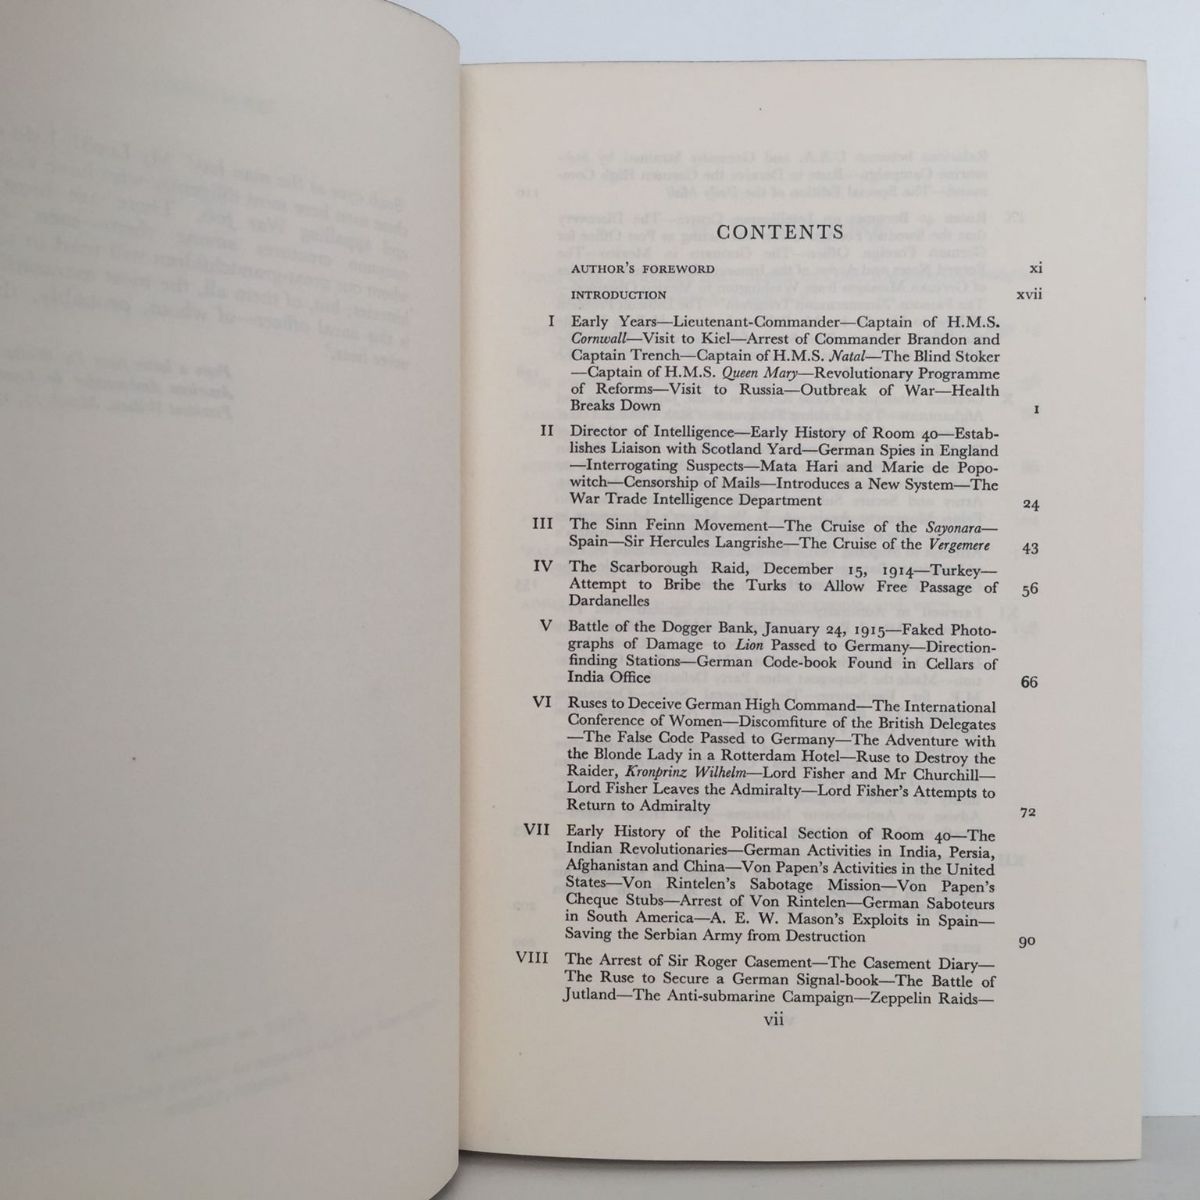 CONTENTS
AUTHOR'S FOREWORD xi
INTRODUCTION xvii
I Early Years—Lieutenant-Commander—Captain of H.M.S.
Cornwall—Visit to Kiel—Arrest of Commander Brandon and
Captain Trench—Captain of H.M.S. Natal—The Blind Stoker
—Captain of H.M.S. Queen Mary—Revolutionary Programme
of Reforms—Visit to Russia—Outbreak of War—Health
Breaks Down 1
II Director of Intelligence—Early History of Room 40—Estab-
lishes Liaison with Scotland Yard—German Spies in England
—Interrogating Suspects—Mata Hari and Marie de Popo-
witch—Censorship of Mails—Introduces a New System—The
War Trade Intelligence Department 24
III The Sinn Feinn Movement—The Cruise of the Sayonara—
Spain—Sir Hercules Langrishe—The Cruise of the Vergemere 43
IV The Scarborough Raid, December 15, 1914—Turkey—
Attempt to Bribe the Turks to Allow Free Passage of 56
Dardanelles
V Battle of the Dogger Bank, January 24, 1915—Faked Photo-
graphs of Damage to Lion Passed to Germany—Direction-
finding Stations—German Code-book Found in Cellars of
India Office 66
VI Ruses to Deceive German High Command—The International
Conference of Women—Discomfiture of the British Delegates
—The False Code Passed to Germany—The Adventure with
the Blonde Lady in a Rotterdam Hotel—Ruse to Destroy the
Raider, Kronprinz Wilhelm—Lord Fisher and Mr Churchill—
Lord Fisher Leaves the Admiralty—Lord Fisher's Attempts to
Return to Admiralty 72
VII Early History of the Political Section of Room 40—The
Indian Revolutionaries—German Activities in India, Persia,
Afghanistan and China—Von Papen's Activities in the United
States—Von Rintelen's Sabotage Mission—Von Papen's
Cheque Stubs—Arrest of Von Rintelen—German Saboteurs
in South America—A. E. W. Mason's Exploits in Spain—
Saving the Serbian Army from Destruction 90
VIII The Arrest of Sir Roger Casement—The Casement Diary—
The Ruse to Secure a German Signal-book—The Battle of
Jutland—The Anti-submarine Campaign—Zeppelin Raids—
vii